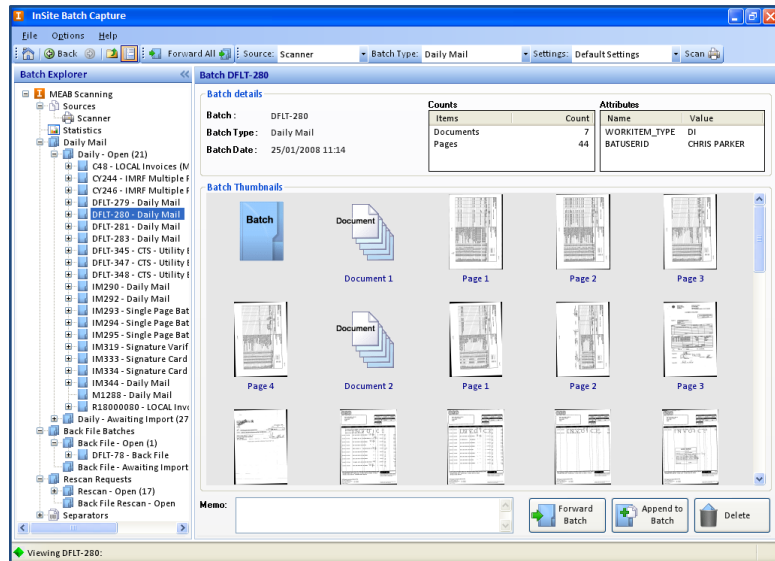 InSite Batch Capture
File Options Help
Back Forward All Source: Scanner Batch Type: Daily Mail Settings: Default Settings Scan
Batch Explorer
MEAB Scanning
Sources
Scanner
Statistics
Daily Mail
Daily - Open (21)
C48 - LOCAL Invoices (M
CY244 - IMRF Multiple F
CY246 - IMRF Multiple F
DFLT-279 - Daily Mail
DFLT-280 - Daily Mail
DFLT-281 - Daily Mail
DFLT-283 - Daily Mail
DFLT-345 - CTS - Utility B
DFLT-347 - CTS - Utility B
DFLT-348 - CTS - Utility B
IM290 - Daily Mail
IM292 - Daily Mail
IM293 - Single Page Bat
IM294 - Single Page Bat
IM295 - Single Page Bat
IM319 - Signature Varif
IM333 - Signature Card
IM334 - Signature Card
IM344 - Daily Mail
M1288 - Daily Mail
R18000080 - LOCAL Invo
Daily - Awaiting Import (27
Back File Batches
Back File - Open (1)
DFLT-78 - Back File
Back File - Awaiting Import
Rescan Requests
Rescan - Open (17)
Back File Rescan - Open
Separators
Batch DFLT-280
Batch details
Batch : DFLT-280
Batch Type : Daily Mail
Batch Date : 25/01/2008 11:14
Counts
Items Count
Documents 7
Pages 44
Attributes
Name Value
WORKITEM_TYPE DI
BATUSERID CHRIS PARKER
Batch Thumbnails
Batch
Document
Document 1 Page 1 Page 2 Page 3
Document
Page 4 Document 2 Page 1 Page 2 Page 3
INVOICE INVOICE INVOICE INVOICE
Memo:
Forward Batch
Append to Batch
Delete
Viewing DFLT-280: